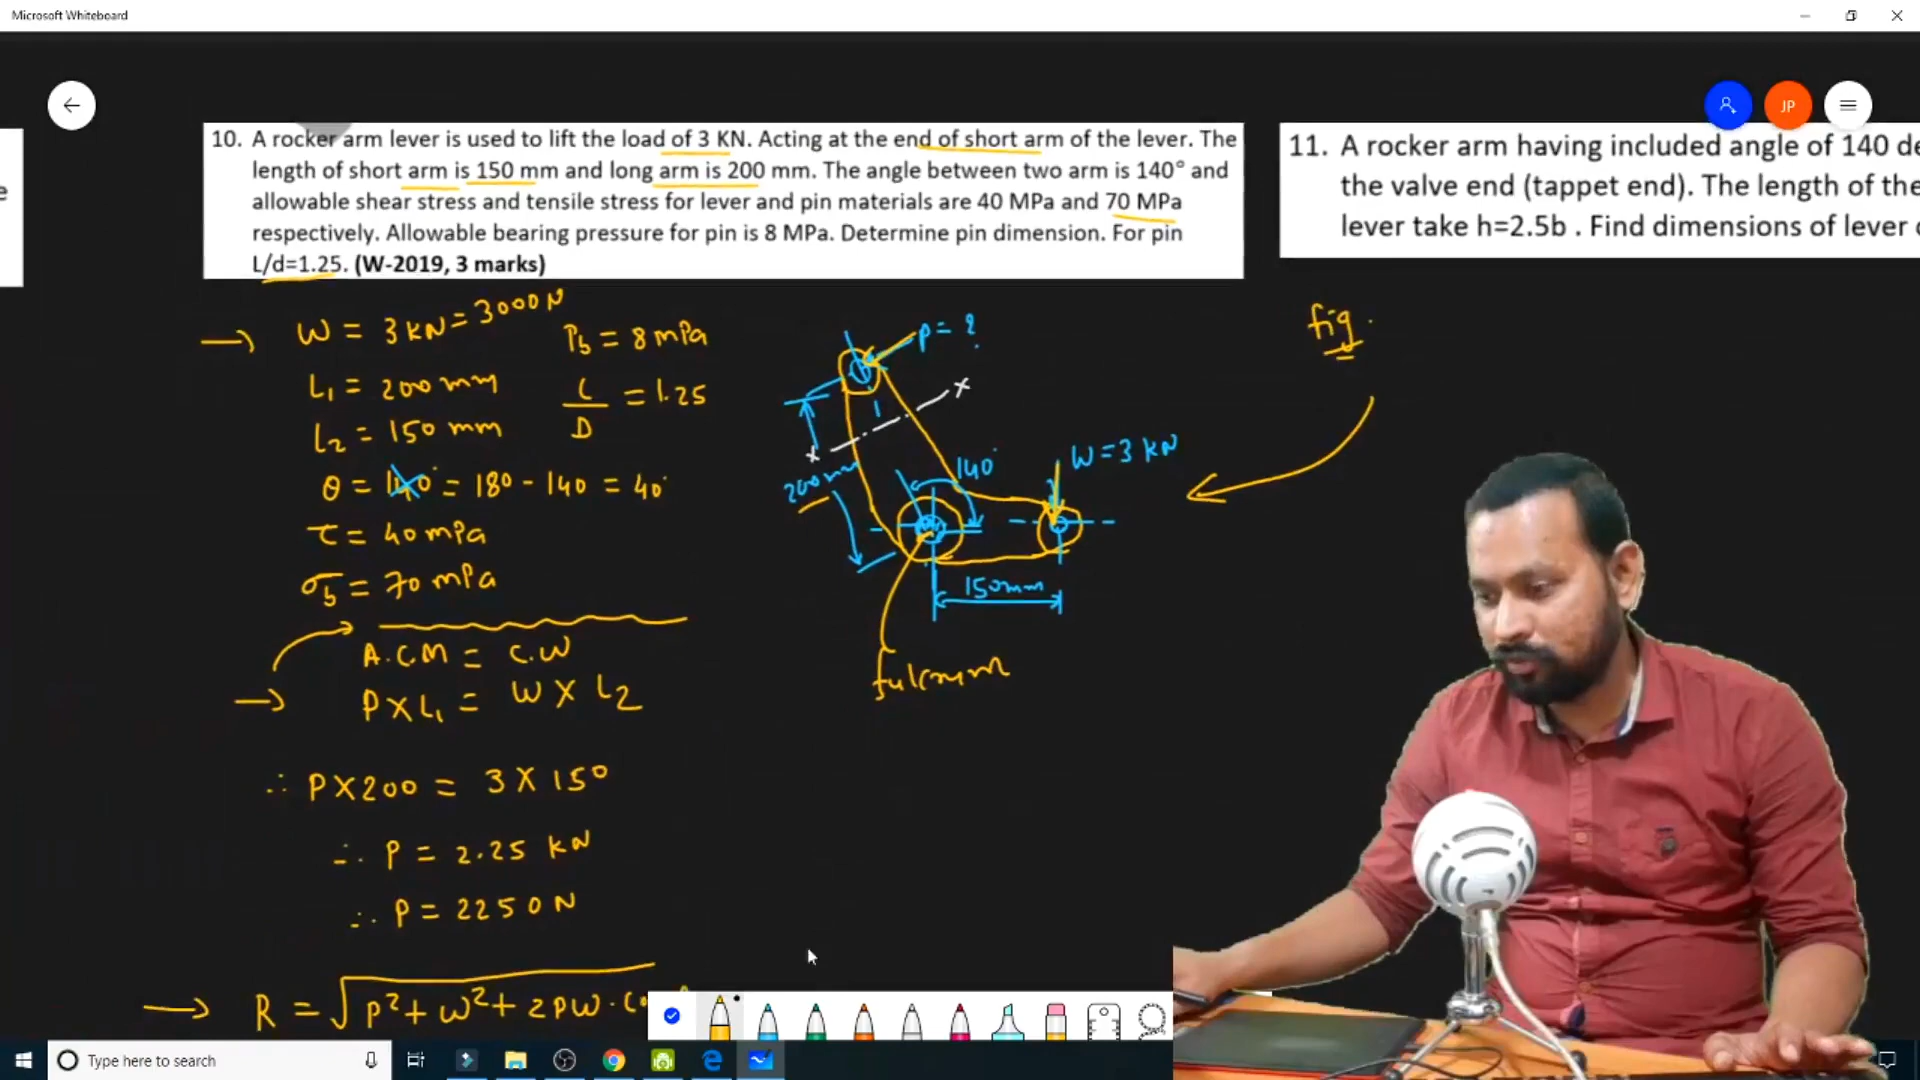 Microsoft Whiteboard
JP
10. A rocker arm lever is used to lift the load of 3 KN. Acting at the end of short arm of the lever. The
length of short arm is 150 mm and long arm is 200 mm. The angle between two arm is 140° and
allowable shear stress and tensile stress for lever and pin materials are 40 MPa and 70 MPa
respectively. Allowable bearing pressure for pin is 8 MPa. Determine pin dimension. For pin
L/d=1.25. (W-2019, 3 marks)
11. A rocker arm having included angle of 140 de
the valve end (tappet end). The length of the
lever take h=2.5b . Find dimensions of lever
e
→ W = 3 kN = 3000N
Pb = 8 mPa
L1 = 200 mm
L/D = 1.25
L2 = 150 mm
θ = 140° = 180 - 140 = 40°
τ = 40 mPa
σb = 70 mPa
A.C.M = C.W
→ P X L1 = W X L2
∴ P X 200 = 3 X 150
∴ P = 2.25 kN
∴ P = 2250 N
→ R = √P² + W² + 2PW · Co
P = ?
x
x
200 mm
140°
W = 3 kN
150mm
fulcrum
fig.
Type here to search